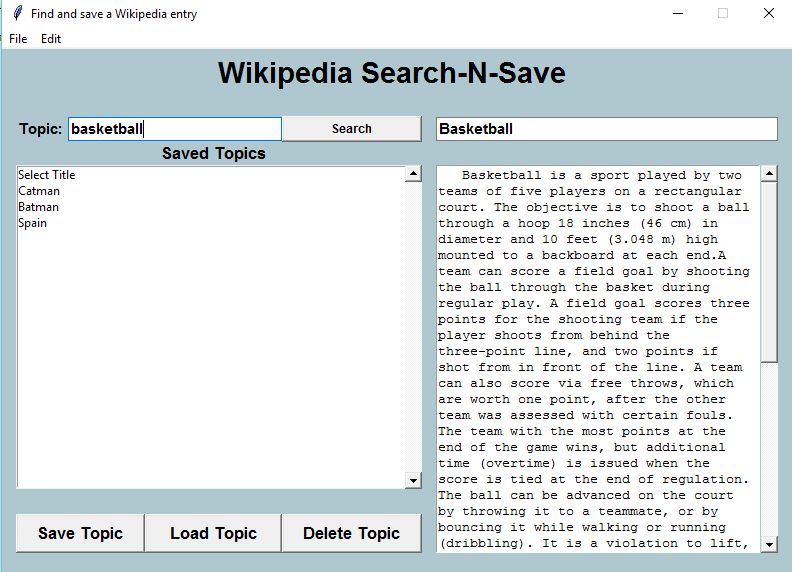 Find and save a Wikipedia entry
File Edit
Wikipedia Search-N-Save
Topic: basketball Search
Saved Topics
Select Title
Catman
Batman
Spain
Save Topic Load Topic Delete Topic
Basketball
Basketball is a sport played by two
teams of five players on a rectangular
court. The objective is to shoot a ball
through a hoop 18 inches (46 cm) in
diameter and 10 feet (3.048 m) high
mounted to a backboard at each end.A
team can score a field goal by shooting
the ball through the basket during
regular play. A field goal scores three
points for the shooting team if the
player shoots from behind the
three-point line, and two points if
shot from in front of the line. A team
can also score via free throws, which
are worth one point, after the other
team was assessed with certain fouls.
The team with the most points at the
end of the game wins, but additional
time (overtime) is issued when the
score is tied at the end of regulation.
The ball can be advanced on the court
by throwing it to a teammate, or by
bouncing it while walking or running
(dribbling). It is a violation to lift,